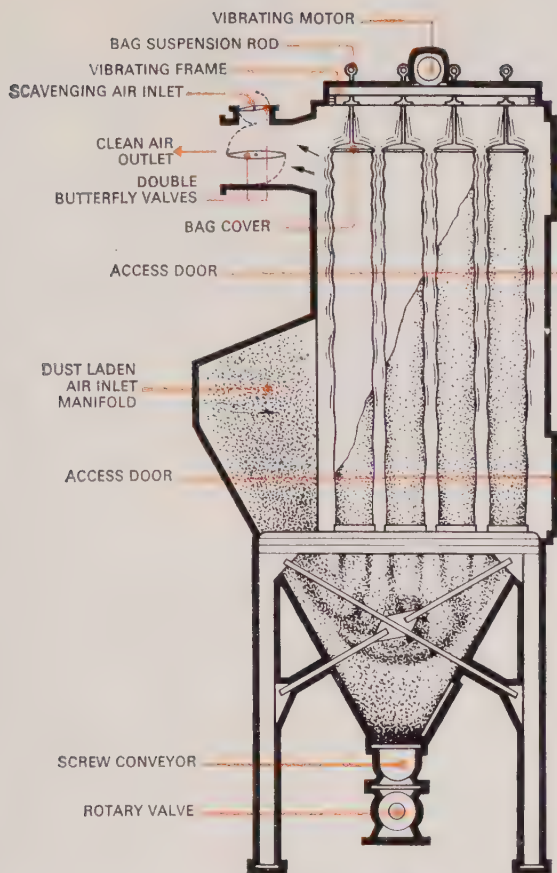 VIBRATING MOTOR
BAG SUSPENSION ROD
VIBRATING FRAME
SCAVENGING AIR INLET
CLEAN AIR
OUTLET
DOUBLE
BUTTERFLY VALVES
BAG COVER
ACCESS DOOR
DUST LADEN
AIR INLET
MANIFOLD
ACCESS DOOR
SCREW CONVEYOR
ROTARY VALVE